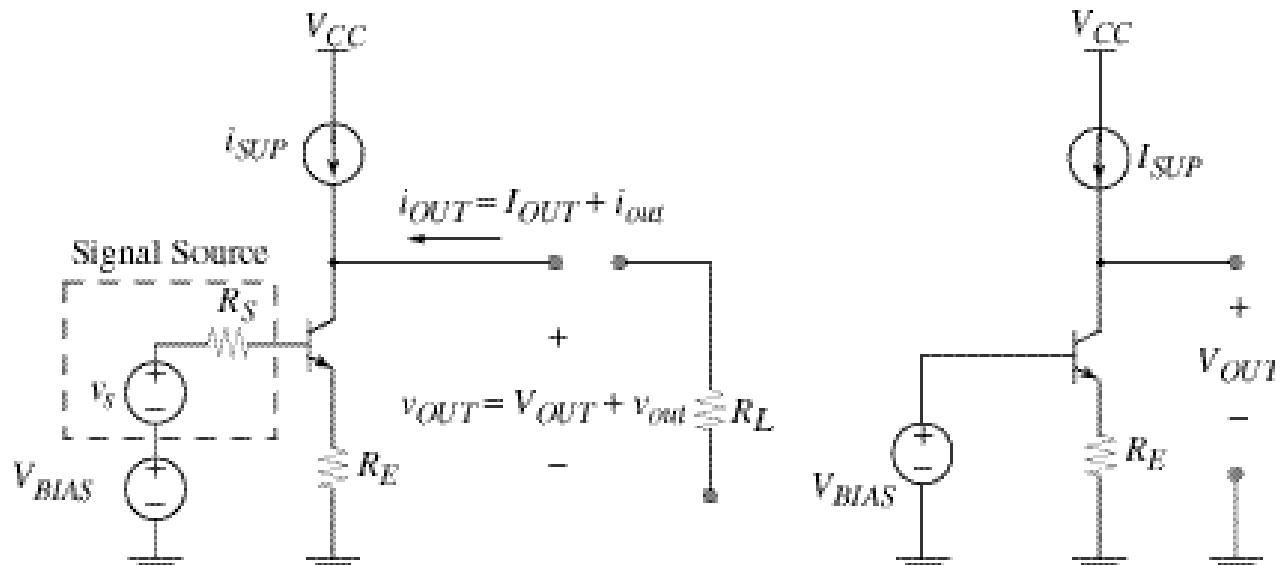 V_CC
i_SUP
i_OUT = I_OUT + i_out
Signal Source
R_S
+
−
v_s
+
−
V_BIAS
R_E
+
v_OUT = V_OUT + v_out
−
R_L
V_CC
I_SUP
+
V_OUT
−
+
−
V_BIAS
R_E